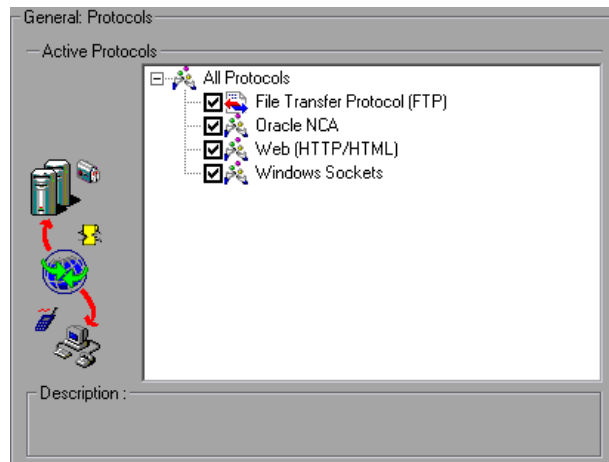 General: Protocols
Active Protocols
All Protocols
File Transfer Protocol (FTP)
Oracle NCA
Web (HTTP/HTML)
Windows Sockets
Description :